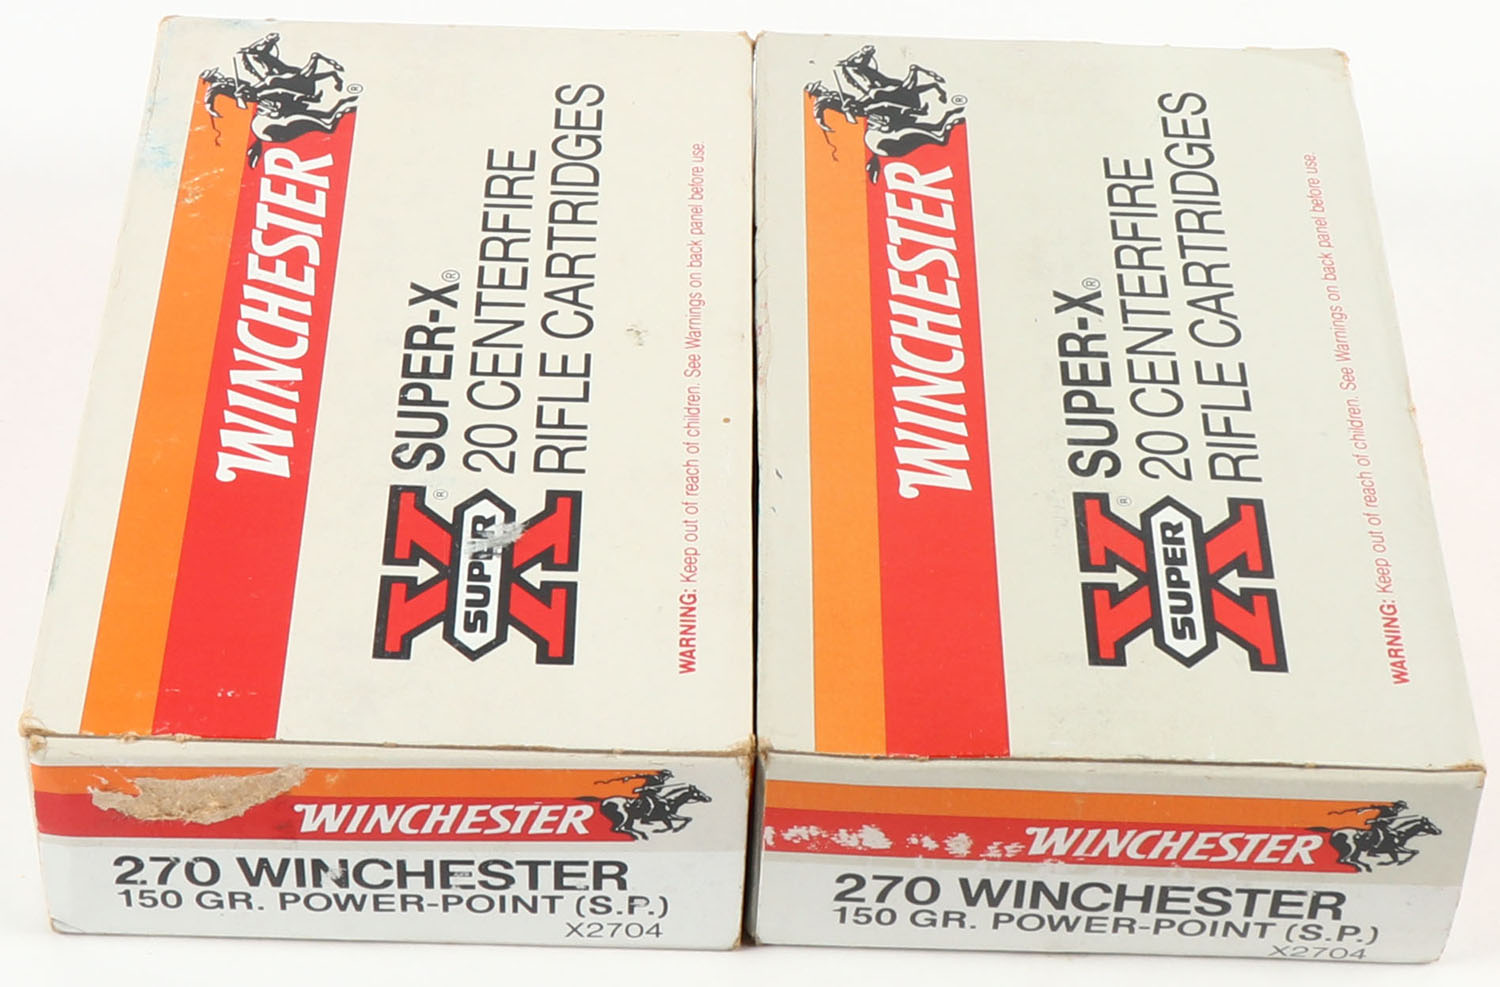 WINCHESTER
®
SUPER-X®
20 CENTERFIRE
RIFLE CARTRIDGES
SUPER
®
WARNING: Keep out of reach of children. See Warnings on back panel before use.
WINCHESTER
270 WINCHESTER
150 GR. POWER-POINT (S.P.)
X2704
WINCHESTER
®
SUPER-X®
20 CENTERFIRE
RIFLE CARTRIDGES
SUPER
®
WARNING: Keep out of reach of children. See Warnings on back panel before use.
WINCHESTER
270 WINCHESTER
150 GR. POWER-POINT (S.P.)
X2704